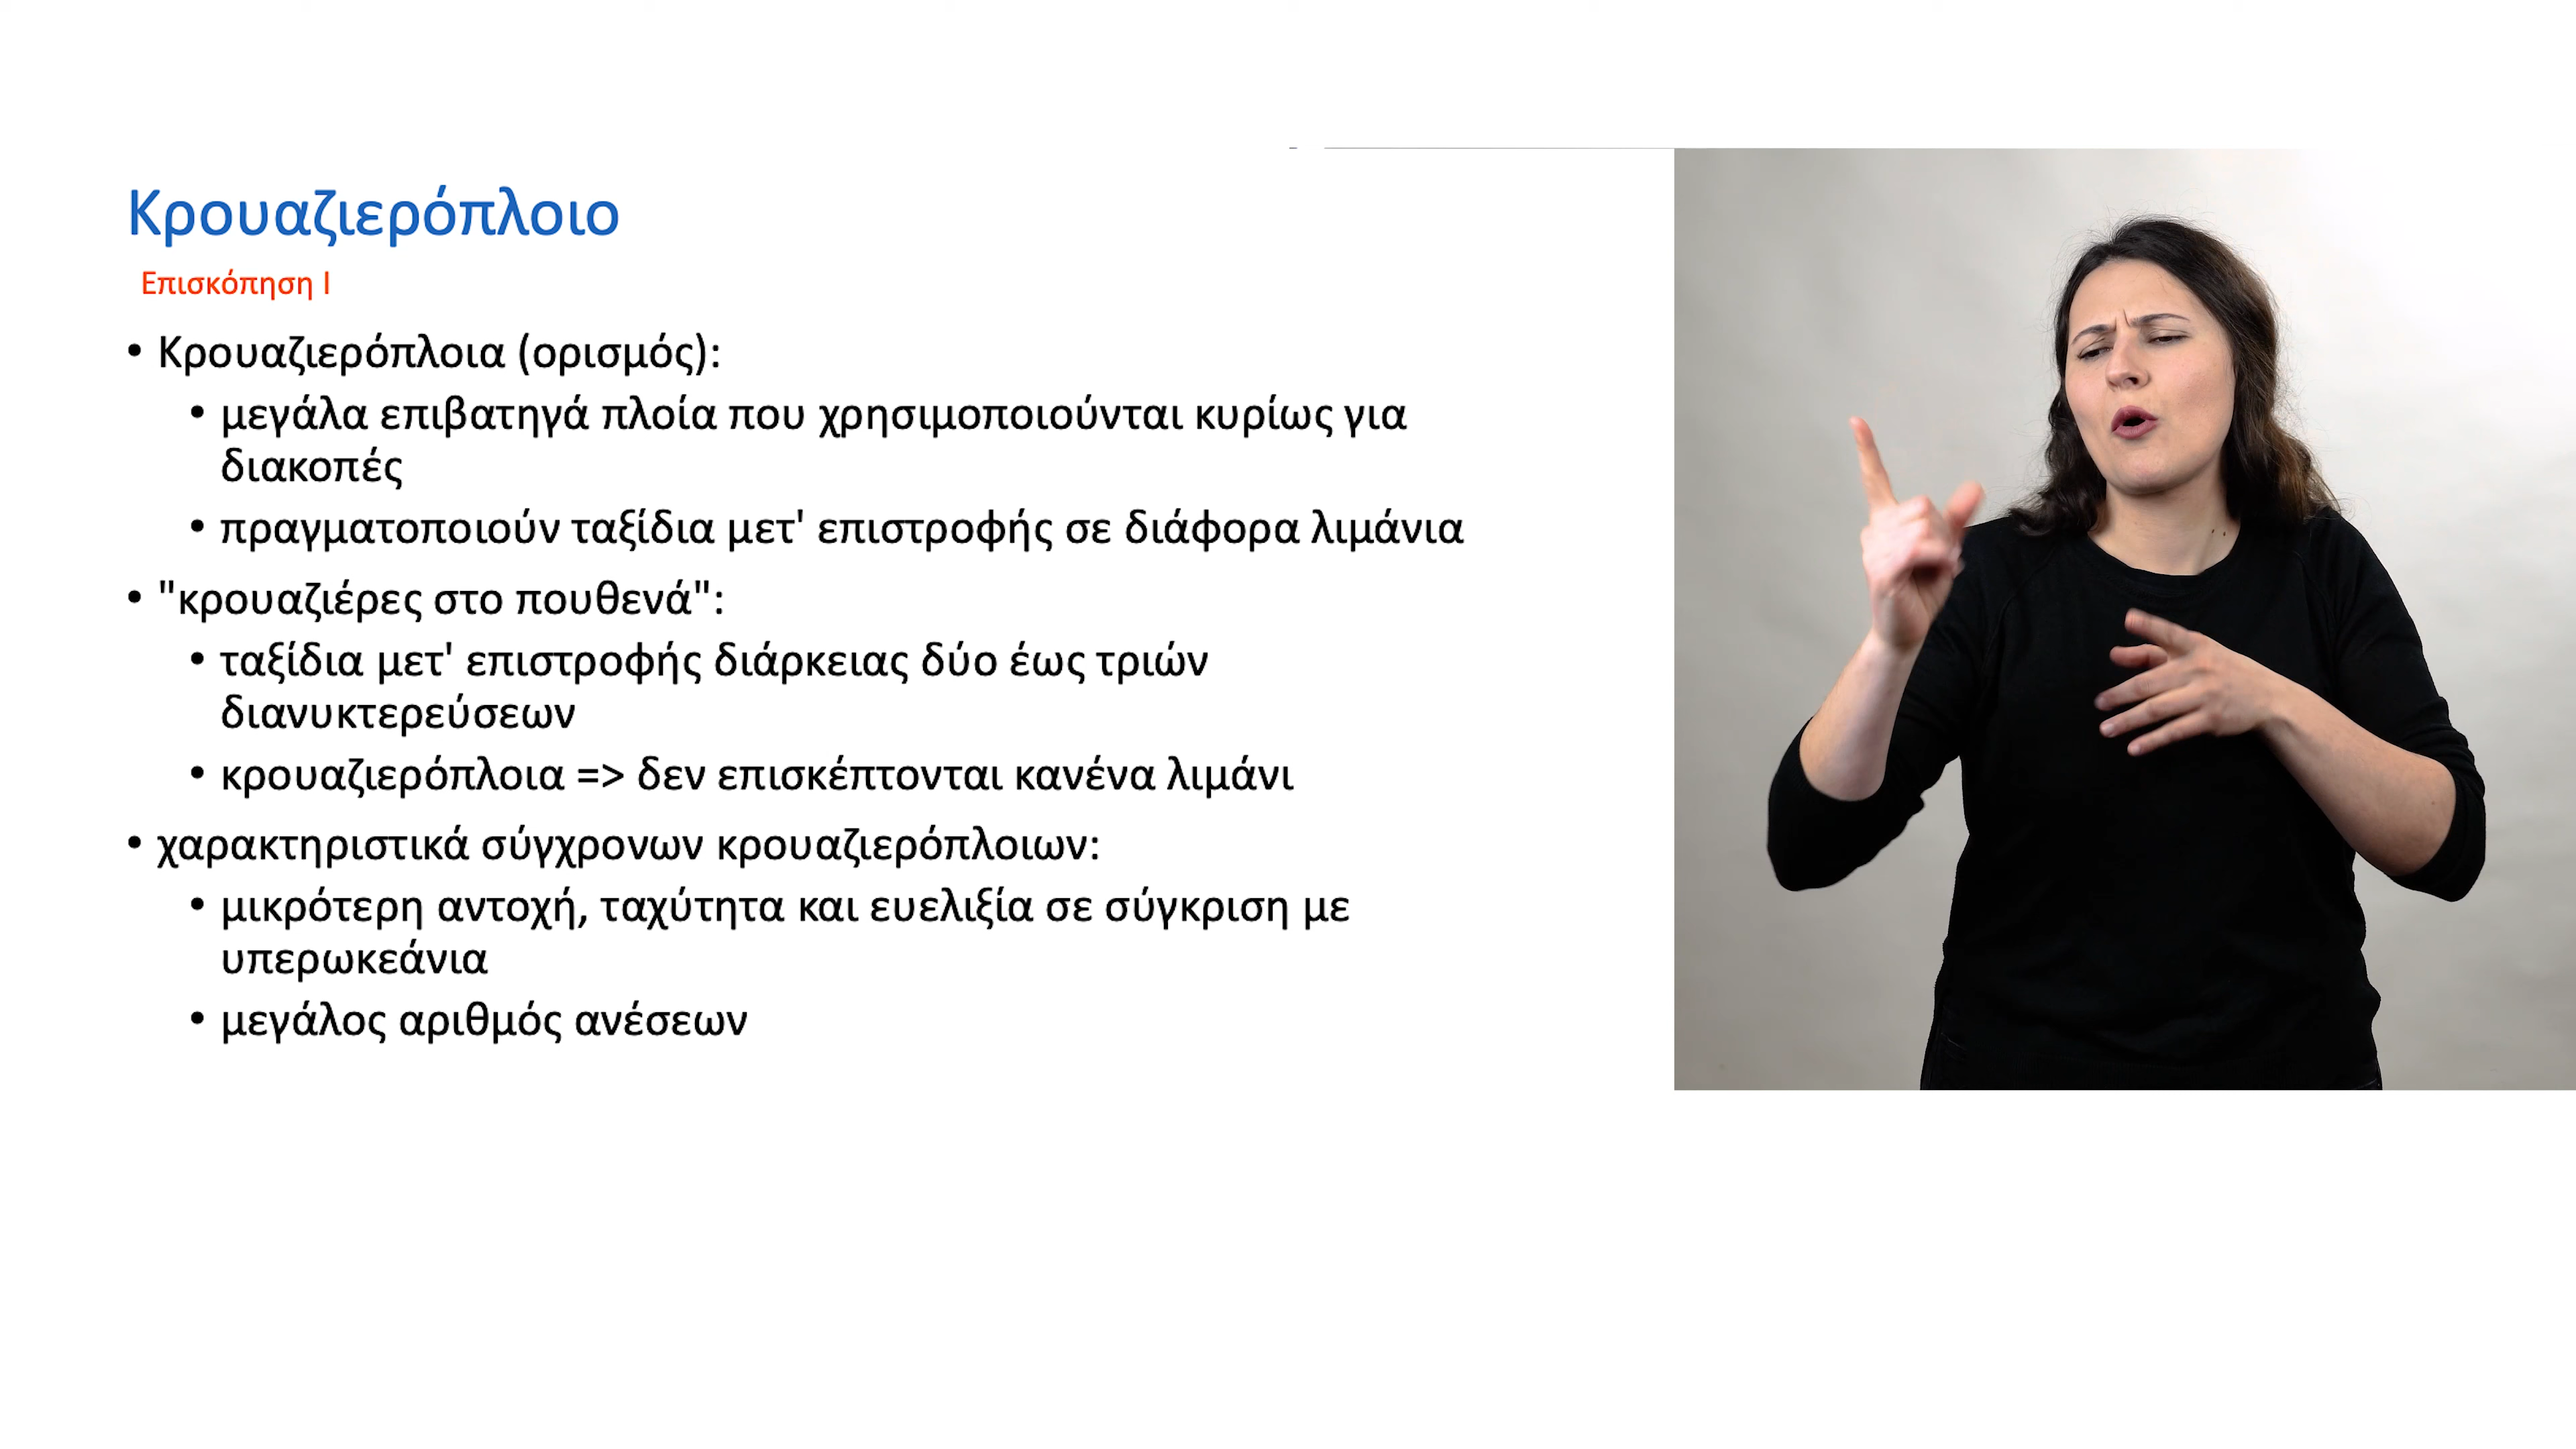 Κρουαζιερόπλοιο
Επισκόπηση I
• Κρουαζιερόπλοια (ορισμός):
• μεγάλα επιβατηγά πλοία που χρησιμοποιούνται κυρίως για
διακοπές
• πραγματοποιούν ταξίδια μετ' επιστροφής σε διάφορα λιμάνια
• "κρουαζιέρες στο πουθενά":
• ταξίδια μετ' επιστροφής διάρκειας δύο έως τριών
διανυκτερεύσεων
• κρουαζιερόπλοια => δεν επισκέπτονται κανένα λιμάνι
• χαρακτηριστικά σύγχρονων κρουαζιερόπλοιων:
• μικρότερη αντοχή, ταχύτητα και ευελιξία σε σύγκριση με
υπερωκεάνια
• μεγάλος αριθμός ανέσεων